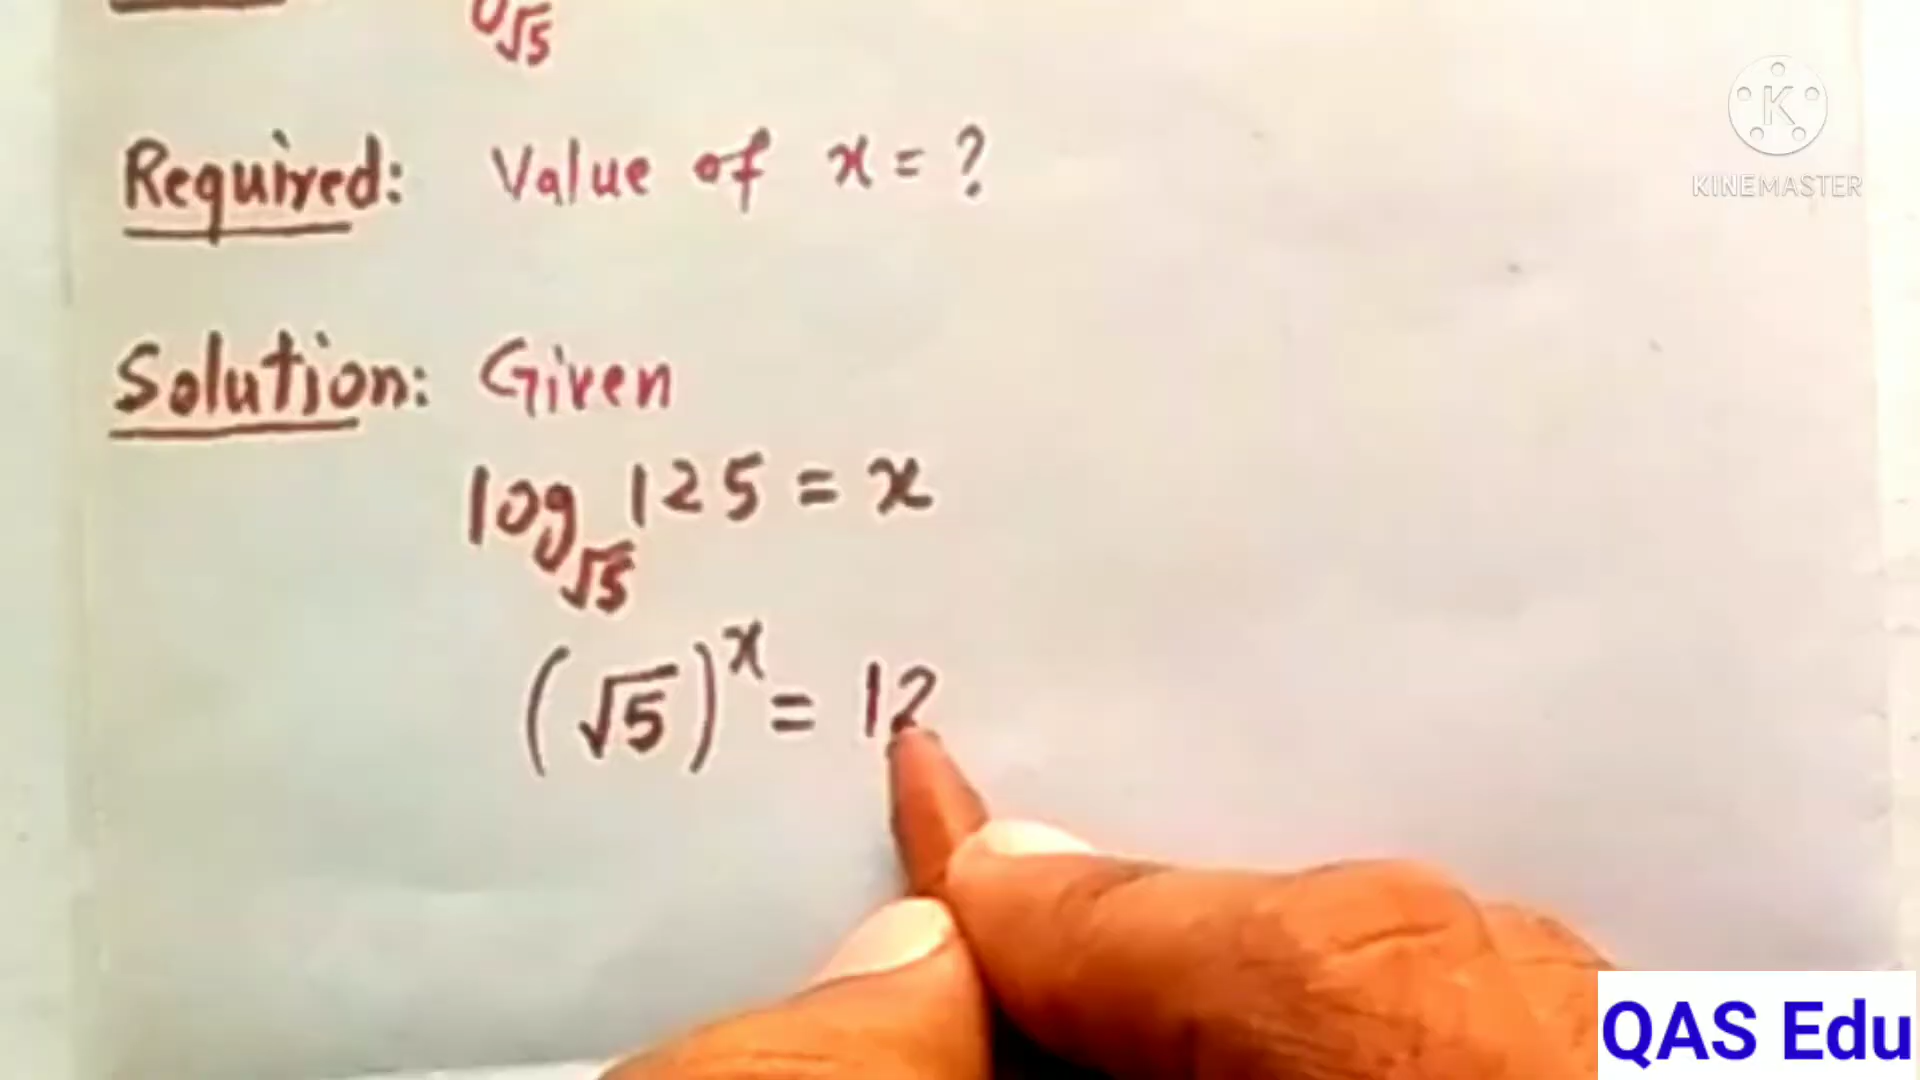 √5
Required: Value of x = ?
KINEMASTER
Solution: Given
log√5 125 = x
(√5)^x = 12
QAS Edu